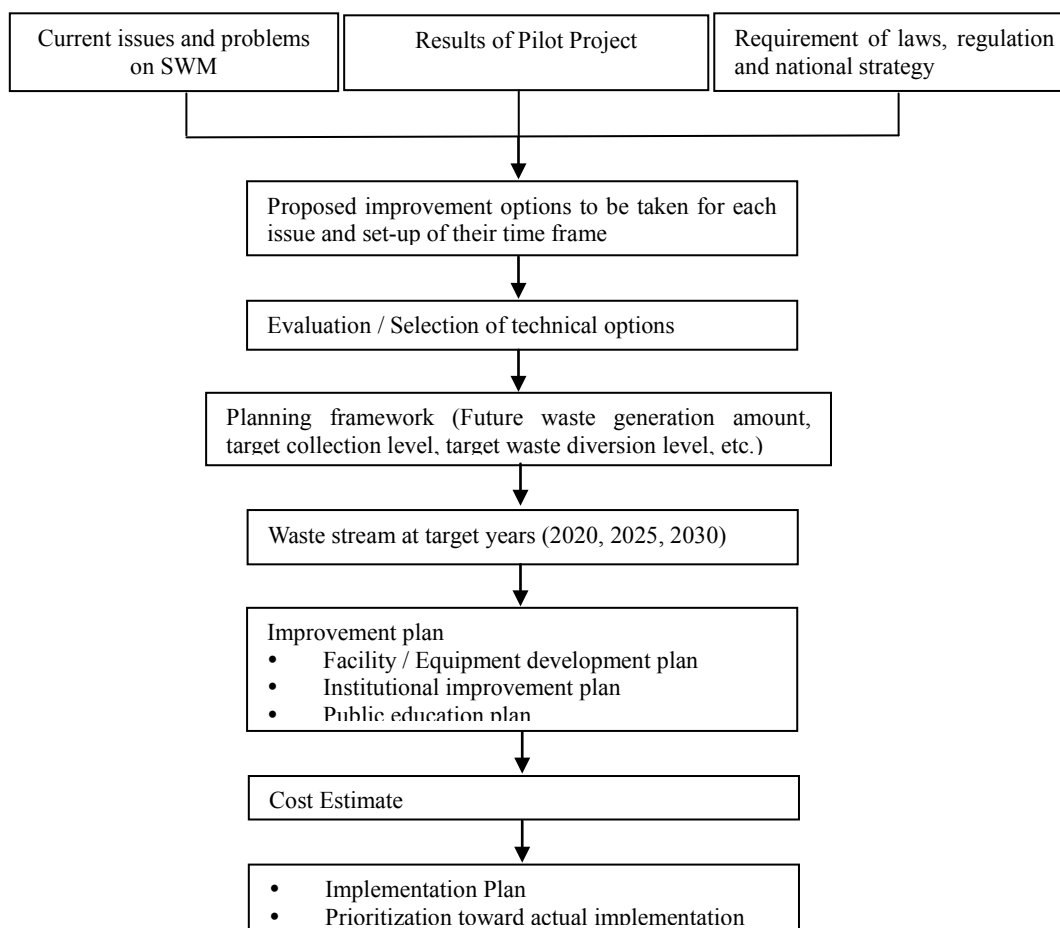 Current issues and problems
on SWM
Results of Pilot Project
Requirement of laws, regulation
and national strategy
Proposed improvement options to be taken for each
issue and set-up of their time frame
Evaluation / Selection of technical options
Planning framework (Future waste generation amount,
target collection level, target waste diversion level, etc.)
Waste stream at target years (2020, 2025, 2030)
Improvement plan
• Facility / Equipment development plan
• Institutional improvement plan
• Public education plan
Cost Estimate
• Implementation Plan
• Prioritization toward actual implementation